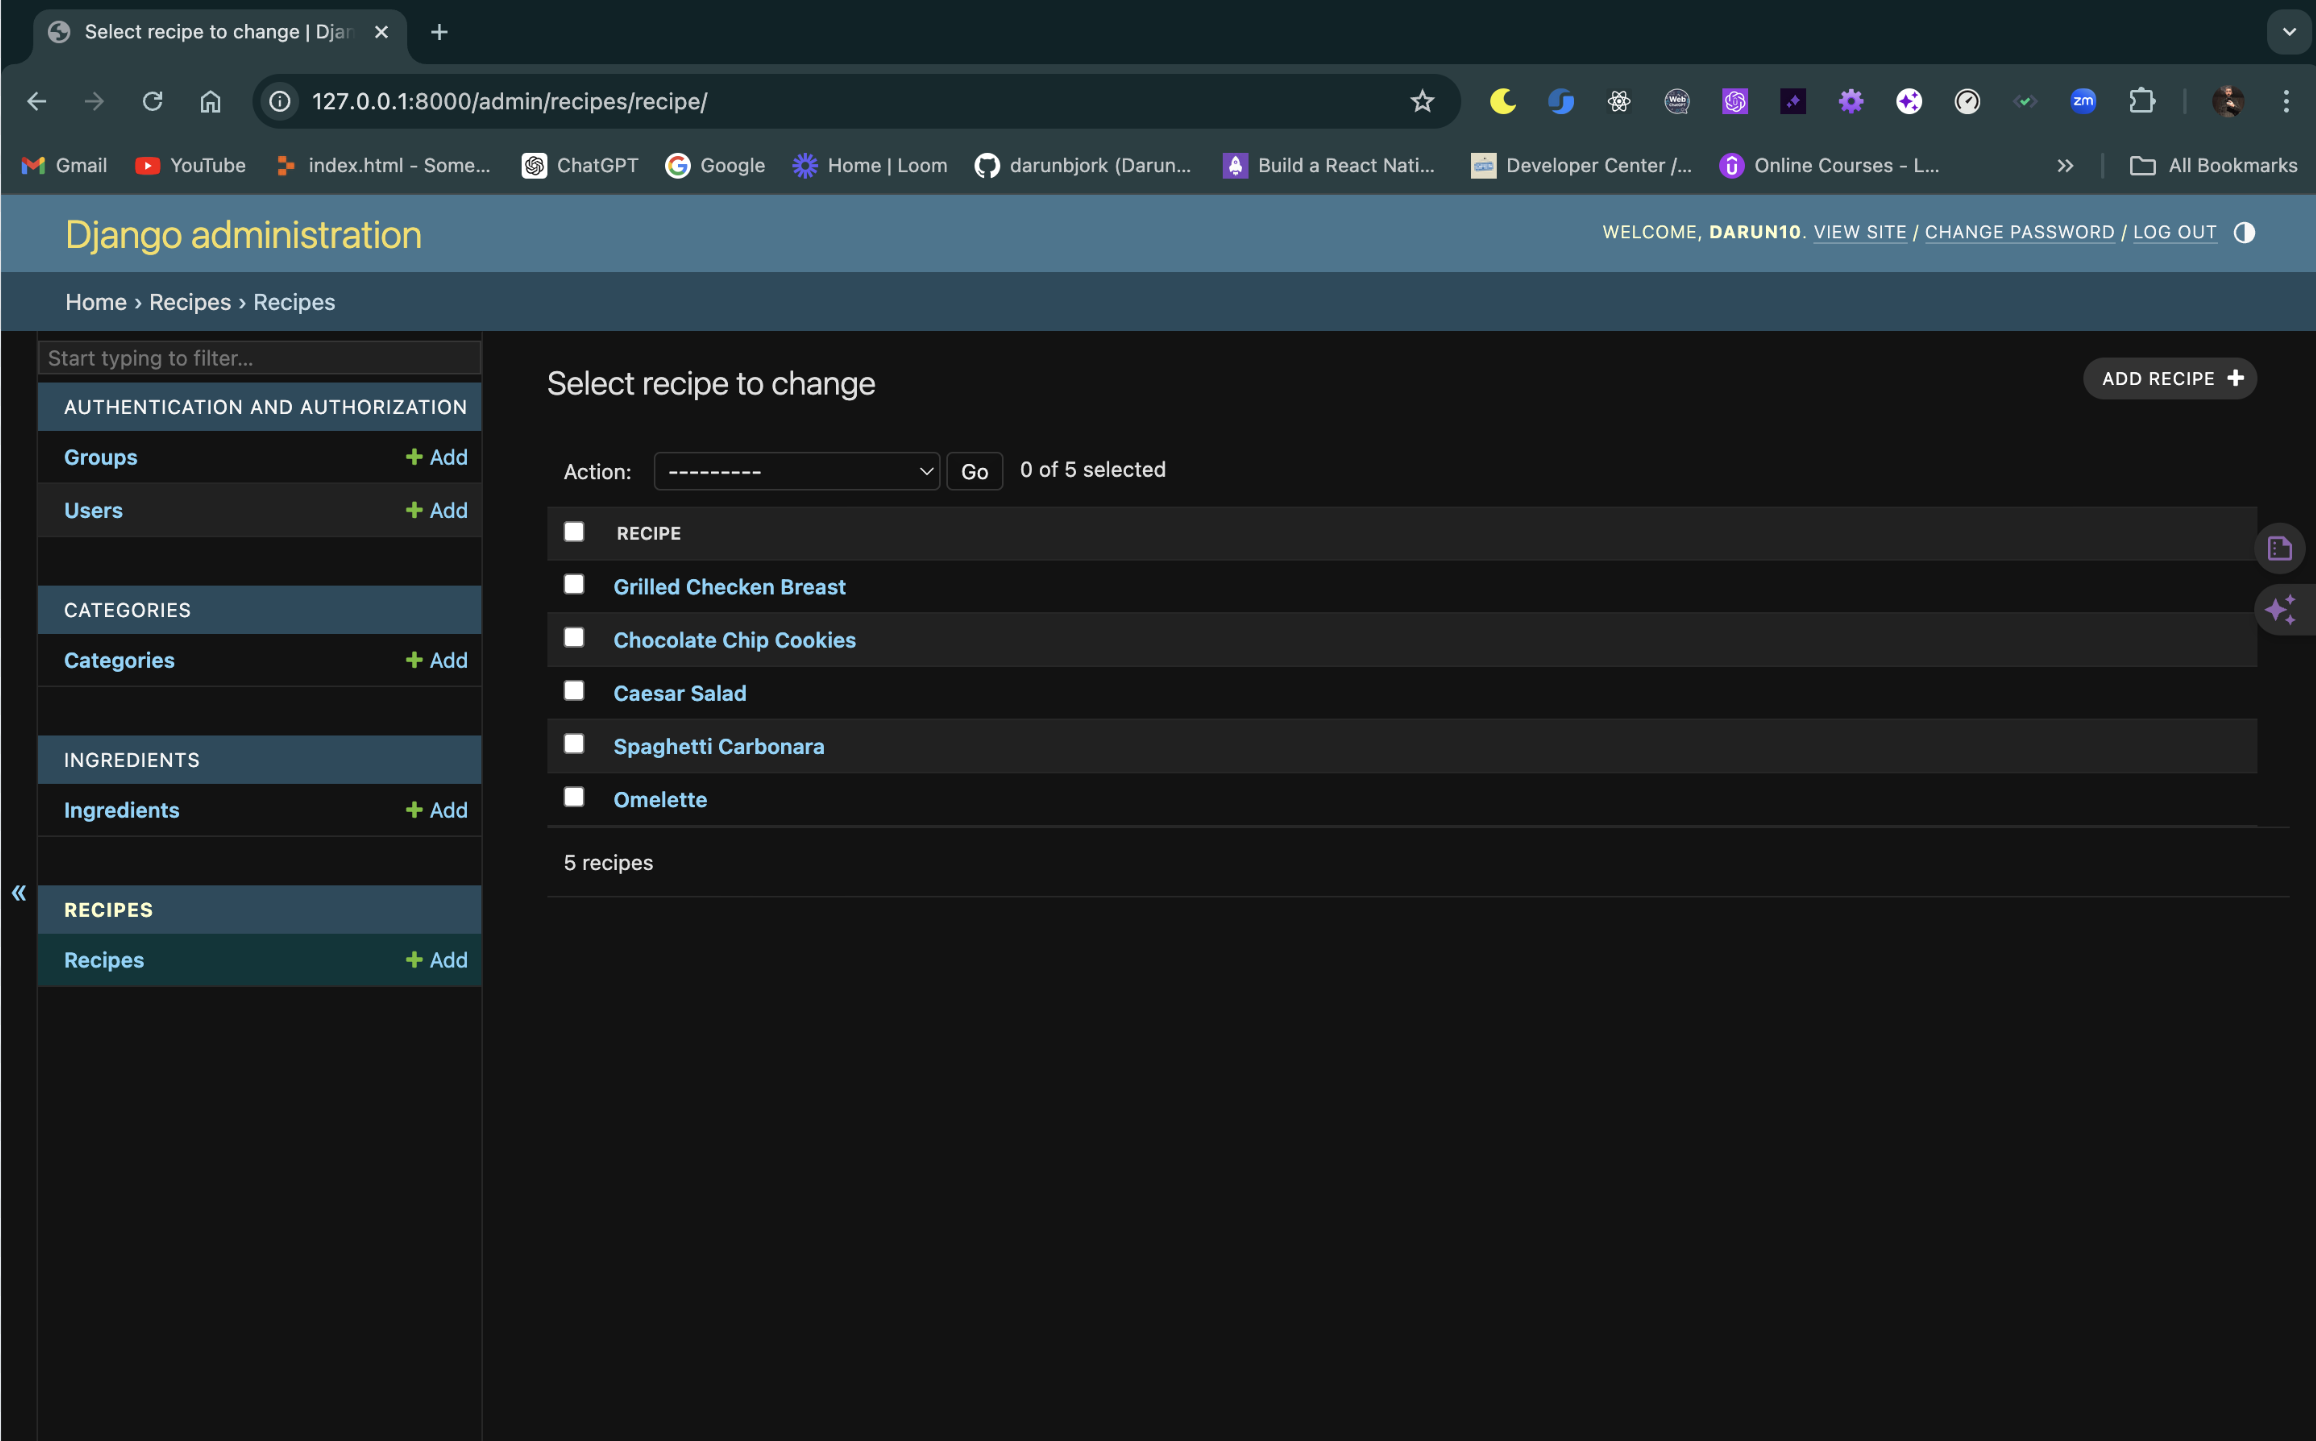 Select recipe to change | Djan
127.0.0.1:8000/admin/recipes/recipe/
zm
Gmail YouTube index.html - Some... ChatGPT Google Home | Loom darunbjork (Darun... Build a React Nati... Developer Center /... Online Courses - L... All Bookmarks
Django administration
WELCOME, DARUN10. VIEW SITE / CHANGE PASSWORD / LOG OUT
Home › Recipes › Recipes
Start typing to filter...
AUTHENTICATION AND AUTHORIZATION
Groups + Add
Users + Add
CATEGORIES
Categories + Add
INGREDIENTS
Ingredients + Add
«
RECIPES
Recipes + Add
Select recipe to change
ADD RECIPE +
Action: --------- Go 0 of 5 selected
RECIPE
Grilled Checken Breast
Chocolate Chip Cookies
Caesar Salad
Spaghetti Carbonara
Omelette
5 recipes